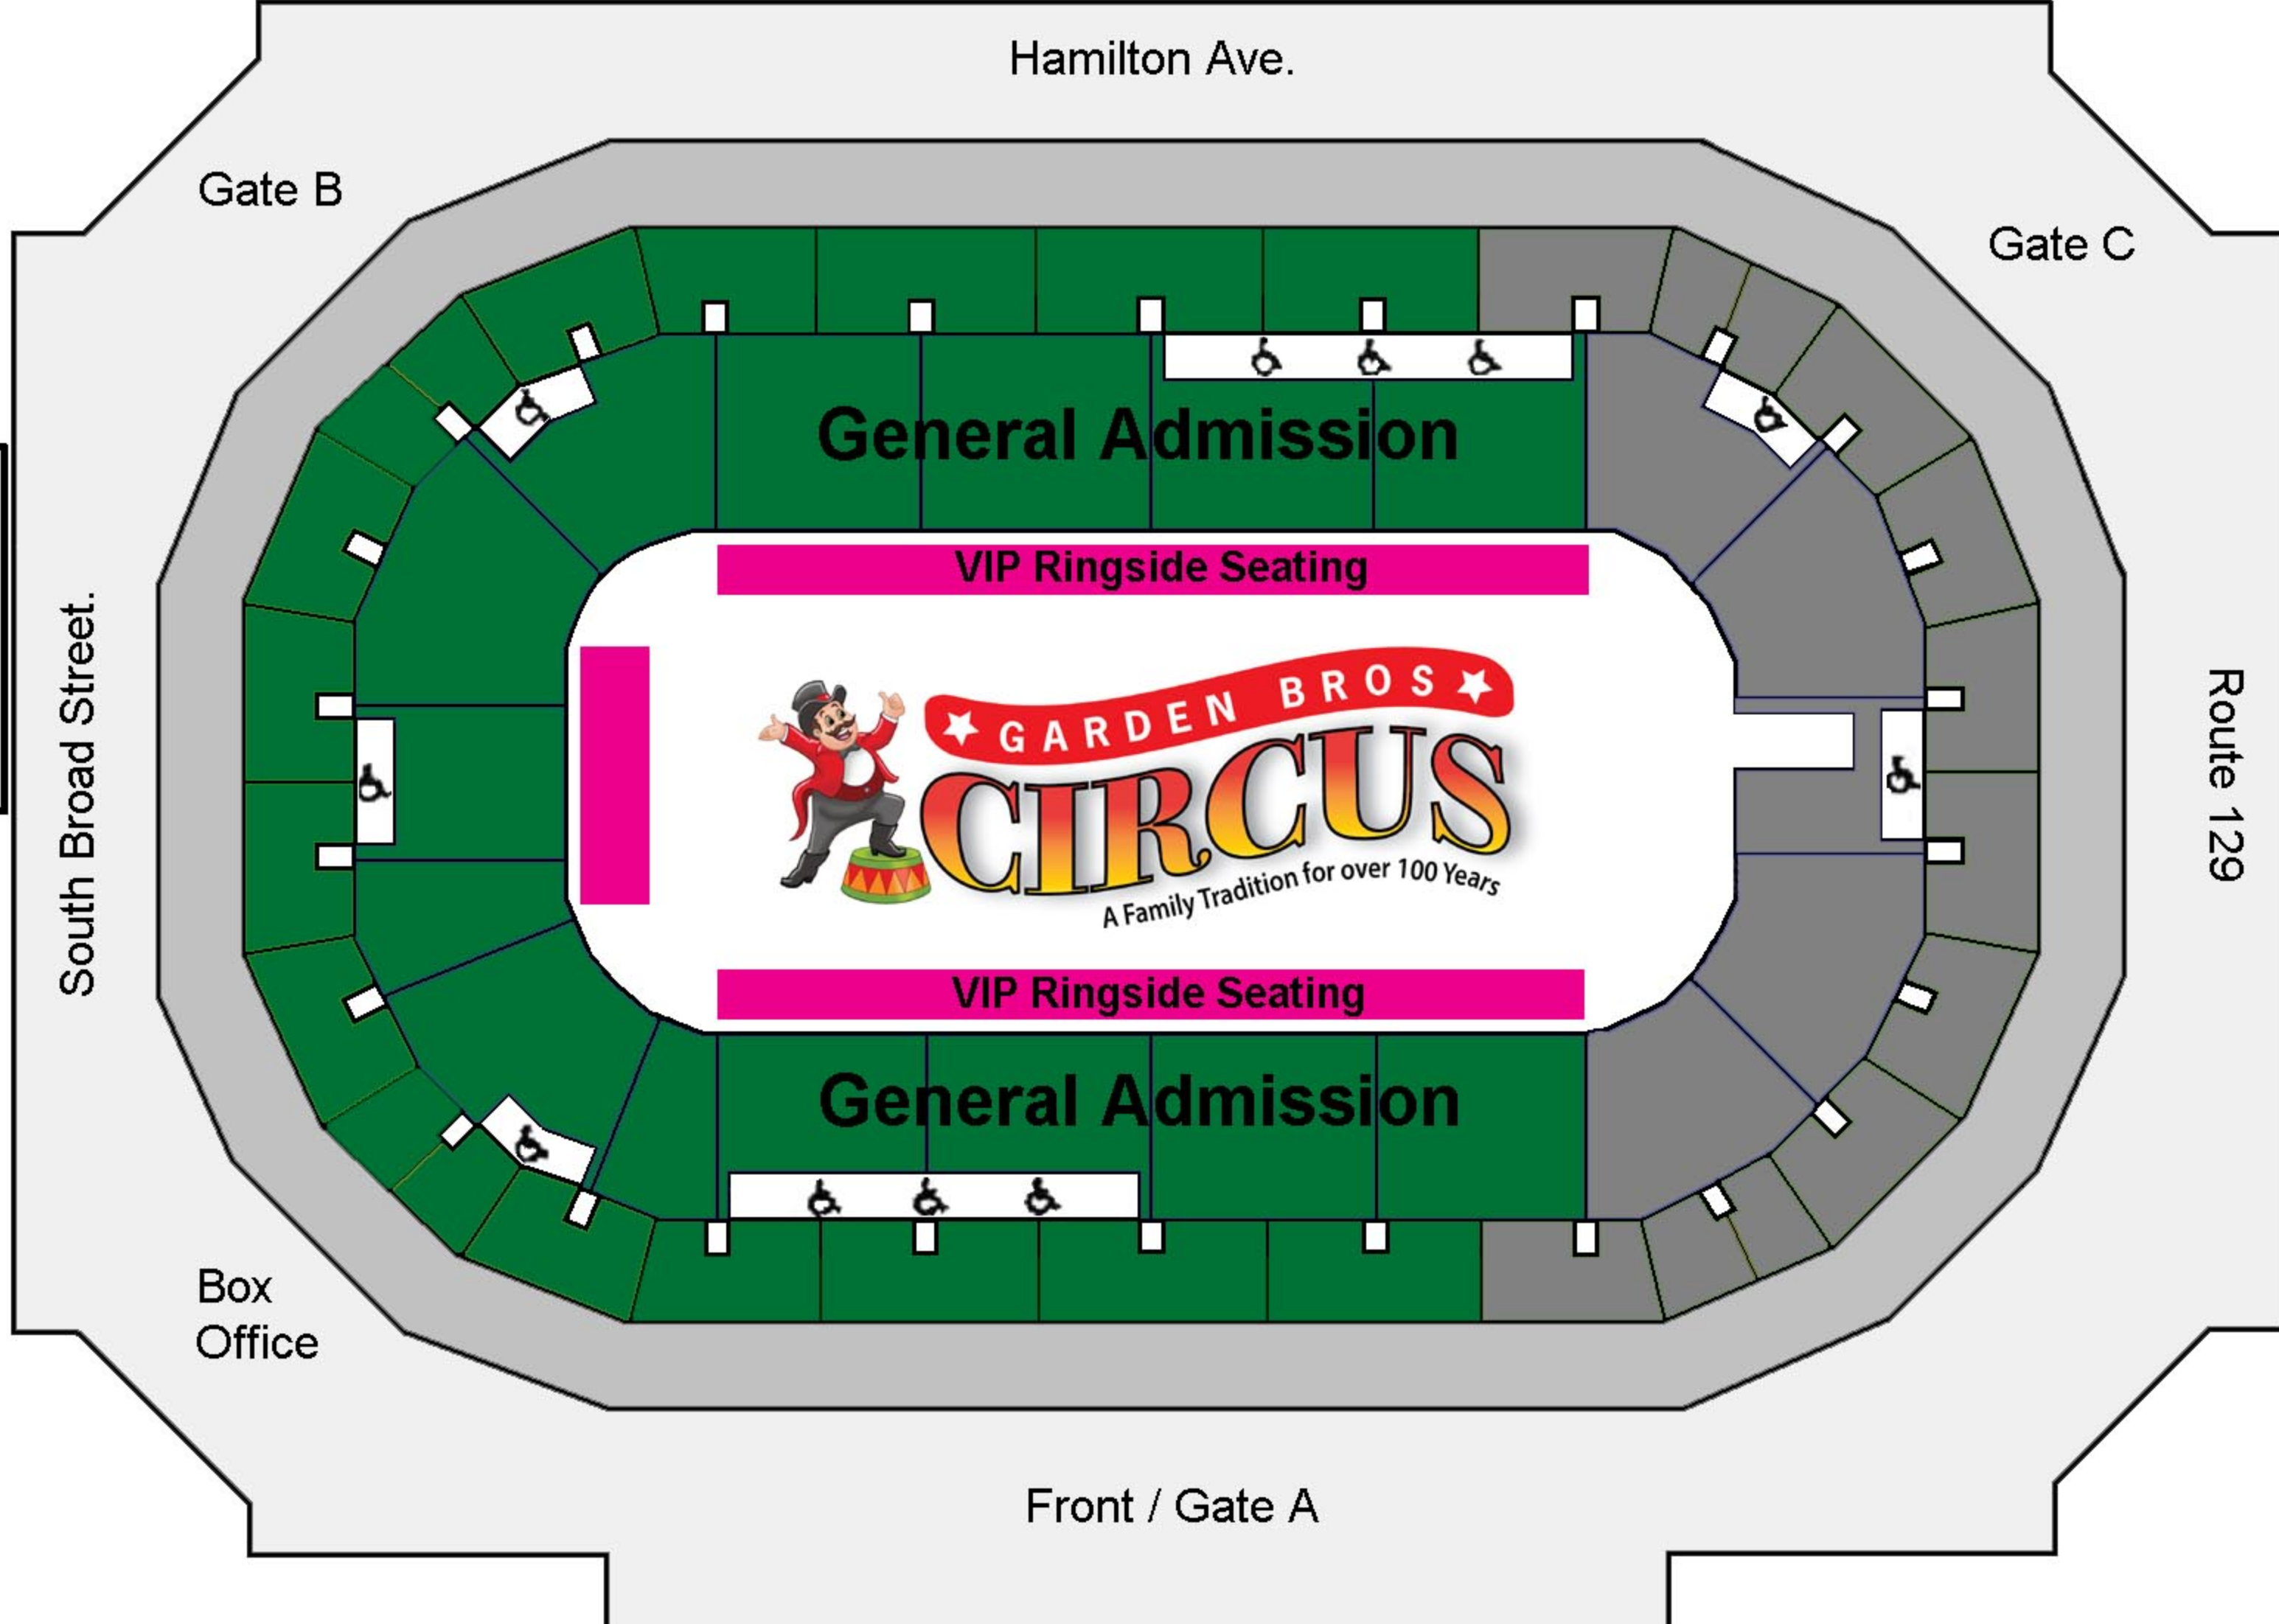 Hamilton Ave.
Gate B
Gate C
General Admission
VIP Ringside Seating
South Broad Street.
GARDEN BROS
CIRCUS
A Family Tradition for over 100 Years
Route 129
VIP Ringside Seating
General Admission
Box
Office
Front / Gate A